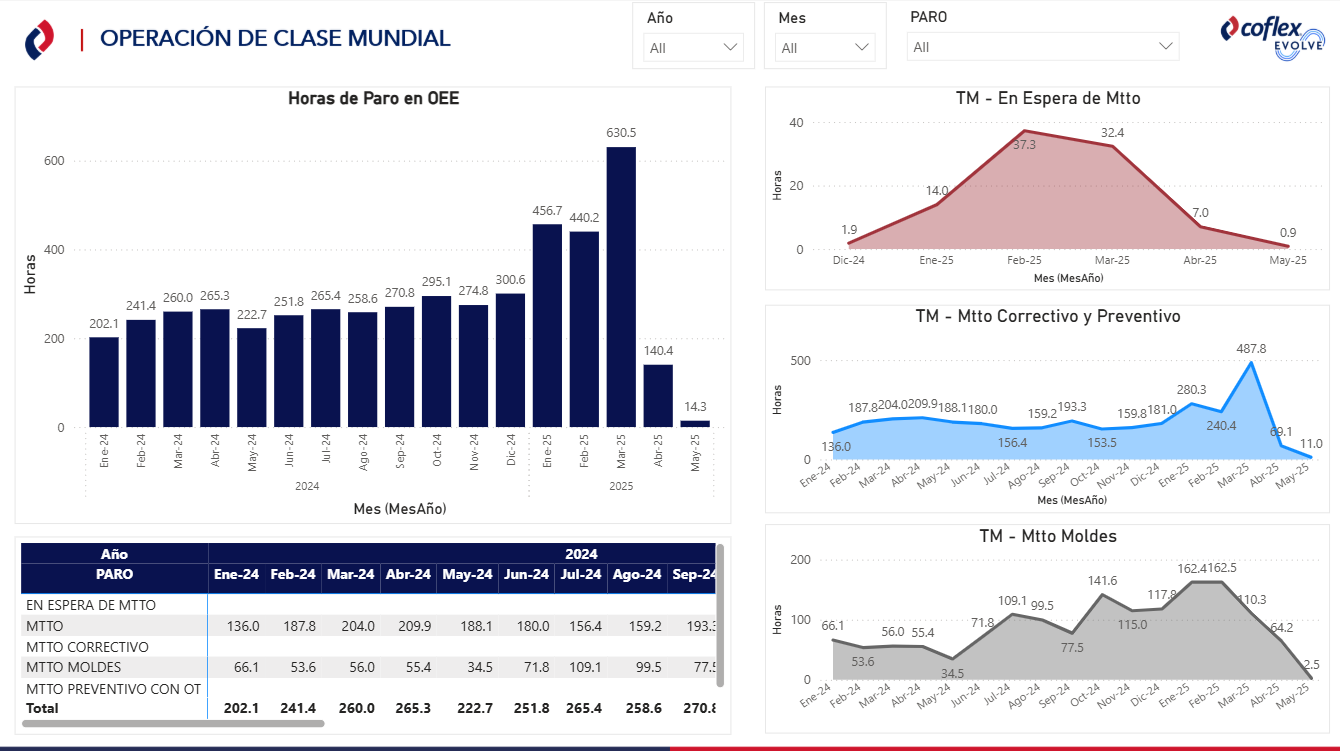 OPERACIÓN DE CLASE MUNDIAL
Año
All
Mes
All
PARO
All
coflex
EVOLVE
Horas de Paro en OEE
Horas
600
400
200
0
202.1
241.4
260.0
265.3
222.7
251.8
265.4
258.6
270.8
295.1
274.8
300.6
456.7
440.2
630.5
140.4
14.3
Ene-24
Feb-24
Mar-24
Abr-24
May-24
Jun-24
Jul-24
Ago-24
Sep-24
Oct-24
Nov-24
Dic-24
Ene-25
Feb-25
Mar-25
Abr-25
May-25
2024
2025
Mes (MesAño)
Año 2024
PARO Ene-24 Feb-24 Mar-24 Abr-24 May-24 Jun-24 Jul-24 Ago-24 Sep-24
EN ESPERA DE MTTO
MTTO 136.0 187.8 204.0 209.9 188.1 180.0 156.4 159.2 193.3
MTTO CORRECTIVO
MTTO MOLDES 66.1 53.6 56.0 55.4 34.5 71.8 109.1 99.5 77.5
MTTO PREVENTIVO CON OT
Total 202.1 241.4 260.0 265.3 222.7 251.8 265.4 258.6 270.8
TM - En Espera de Mtto
Horas
40
20
0
1.9
14.0
37.3
32.4
7.0
0.9
Dic-24
Ene-25
Feb-25
Mar-25
Abr-25
May-25
Mes (MesAño)
TM - Mtto Correctivo y Preventivo
Horas
500
0
136.0
187.8
204.0
209.9
188.1
180.0
156.4
159.2
193.3
153.5
159.8
181.0
280.3
240.4
487.8
69.1
11.0
Ene-24
Feb-24
Mar-24
Abr-24
May-24
Jun-24
Jul-24
Ago-24
Sep-24
Oct-24
Nov-24
Dic-24
Ene-25
Feb-25
Mar-25
Abr-25
May-25
Mes (MesAño)
TM - Mtto Moldes
Horas
200
100
0
66.1
53.6
56.0
55.4
34.5
71.8
109.1
99.5
77.5
141.6
115.0
117.8
162.4
162.5
110.3
64.2
2.5
Ene-24
Feb-24
Mar-24
Abr-24
May-24
Jun-24
Jul-24
Ago-24
Sep-24
Oct-24
Nov-24
Dic-24
Ene-25
Feb-25
Mar-25
Abr-25
May-25